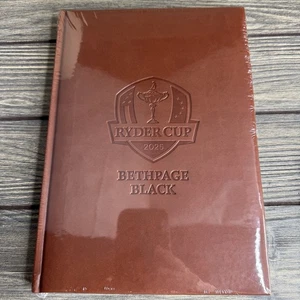 RYDER CUP
2025
BETHPAGE
BLACK